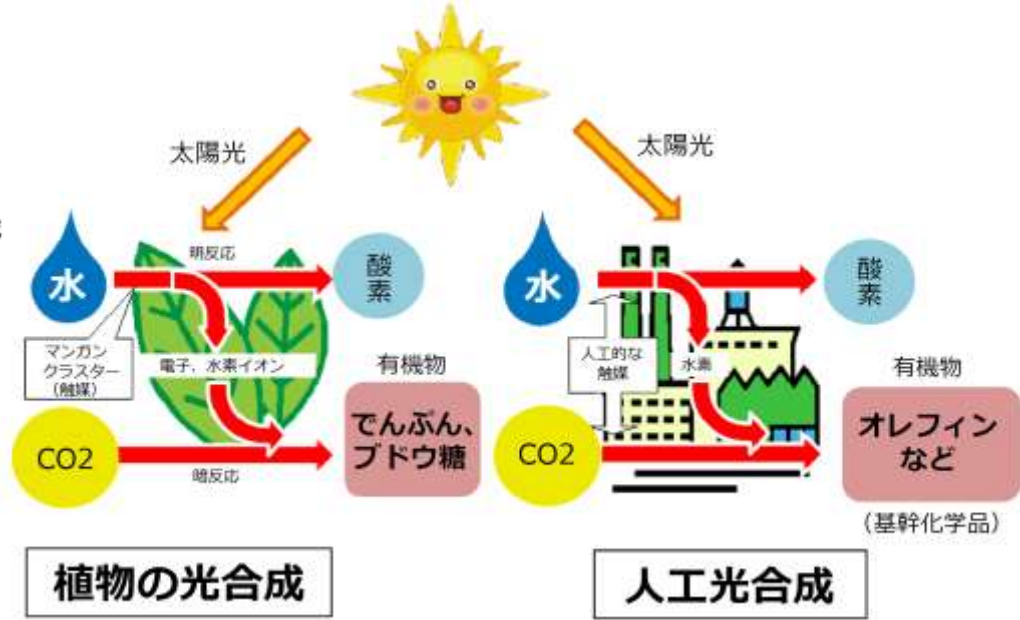 太陽光
太陽光
水
明反応
酸
素
マンガン
クラスター
(触媒)
電子、水素イオン
有機物
でんぷん、
ブドウ糖
CO2
暗反応
植物の光合成
水
酸
素
人工的な
触媒
水素
有機物
オレフィン
など
(基幹化学品)
CO2
人工光合成